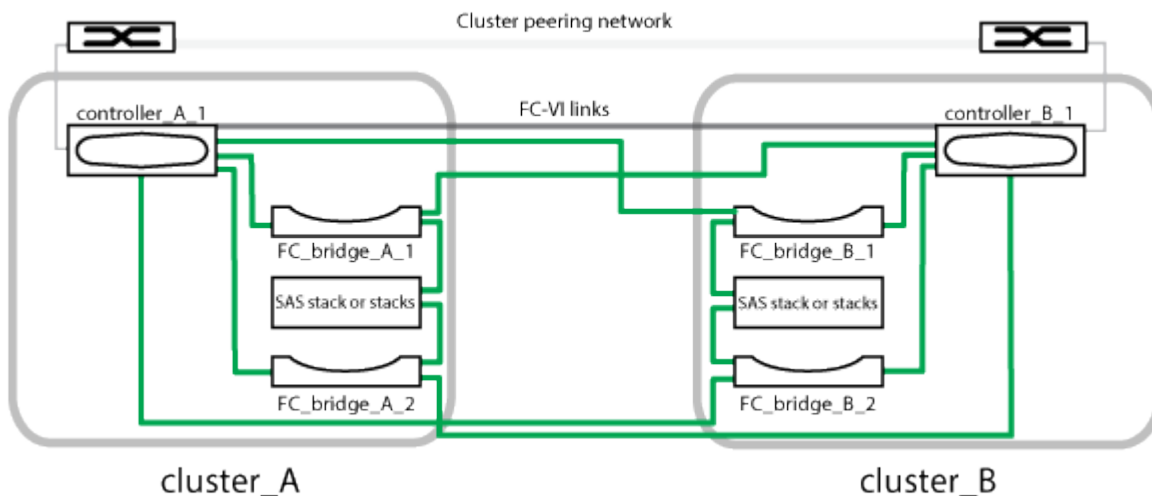 Cluster peering network
controller_A_1
FC-VI links
controller_B_1
FC_bridge_A_1
FC_bridge_B_1
SAS stack or stacks
SAS stack or stacks
FC_bridge_A_2
FC_bridge_B_2
cluster_A
cluster_B